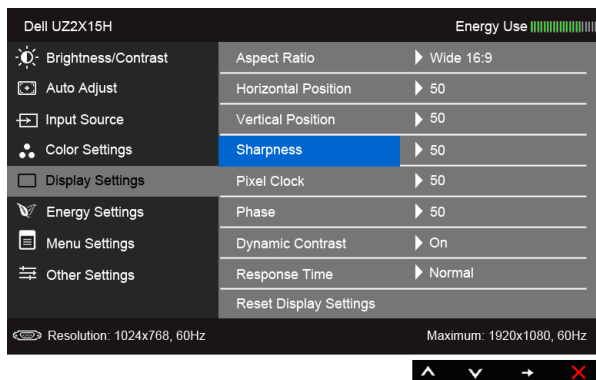 Dell UZ2X15H Energy Use
Brightness/Contrast Aspect Ratio Wide 16:9
Auto Adjust Horizontal Position 50
Input Source Vertical Position 50
Color Settings Sharpness 50
Display Settings Pixel Clock 50
Energy Settings Phase 50
Menu Settings Dynamic Contrast On
Other Settings Response Time Normal
Reset Display Settings
Resolution: 1024x768, 60Hz Maximum: 1920x1080, 60Hz